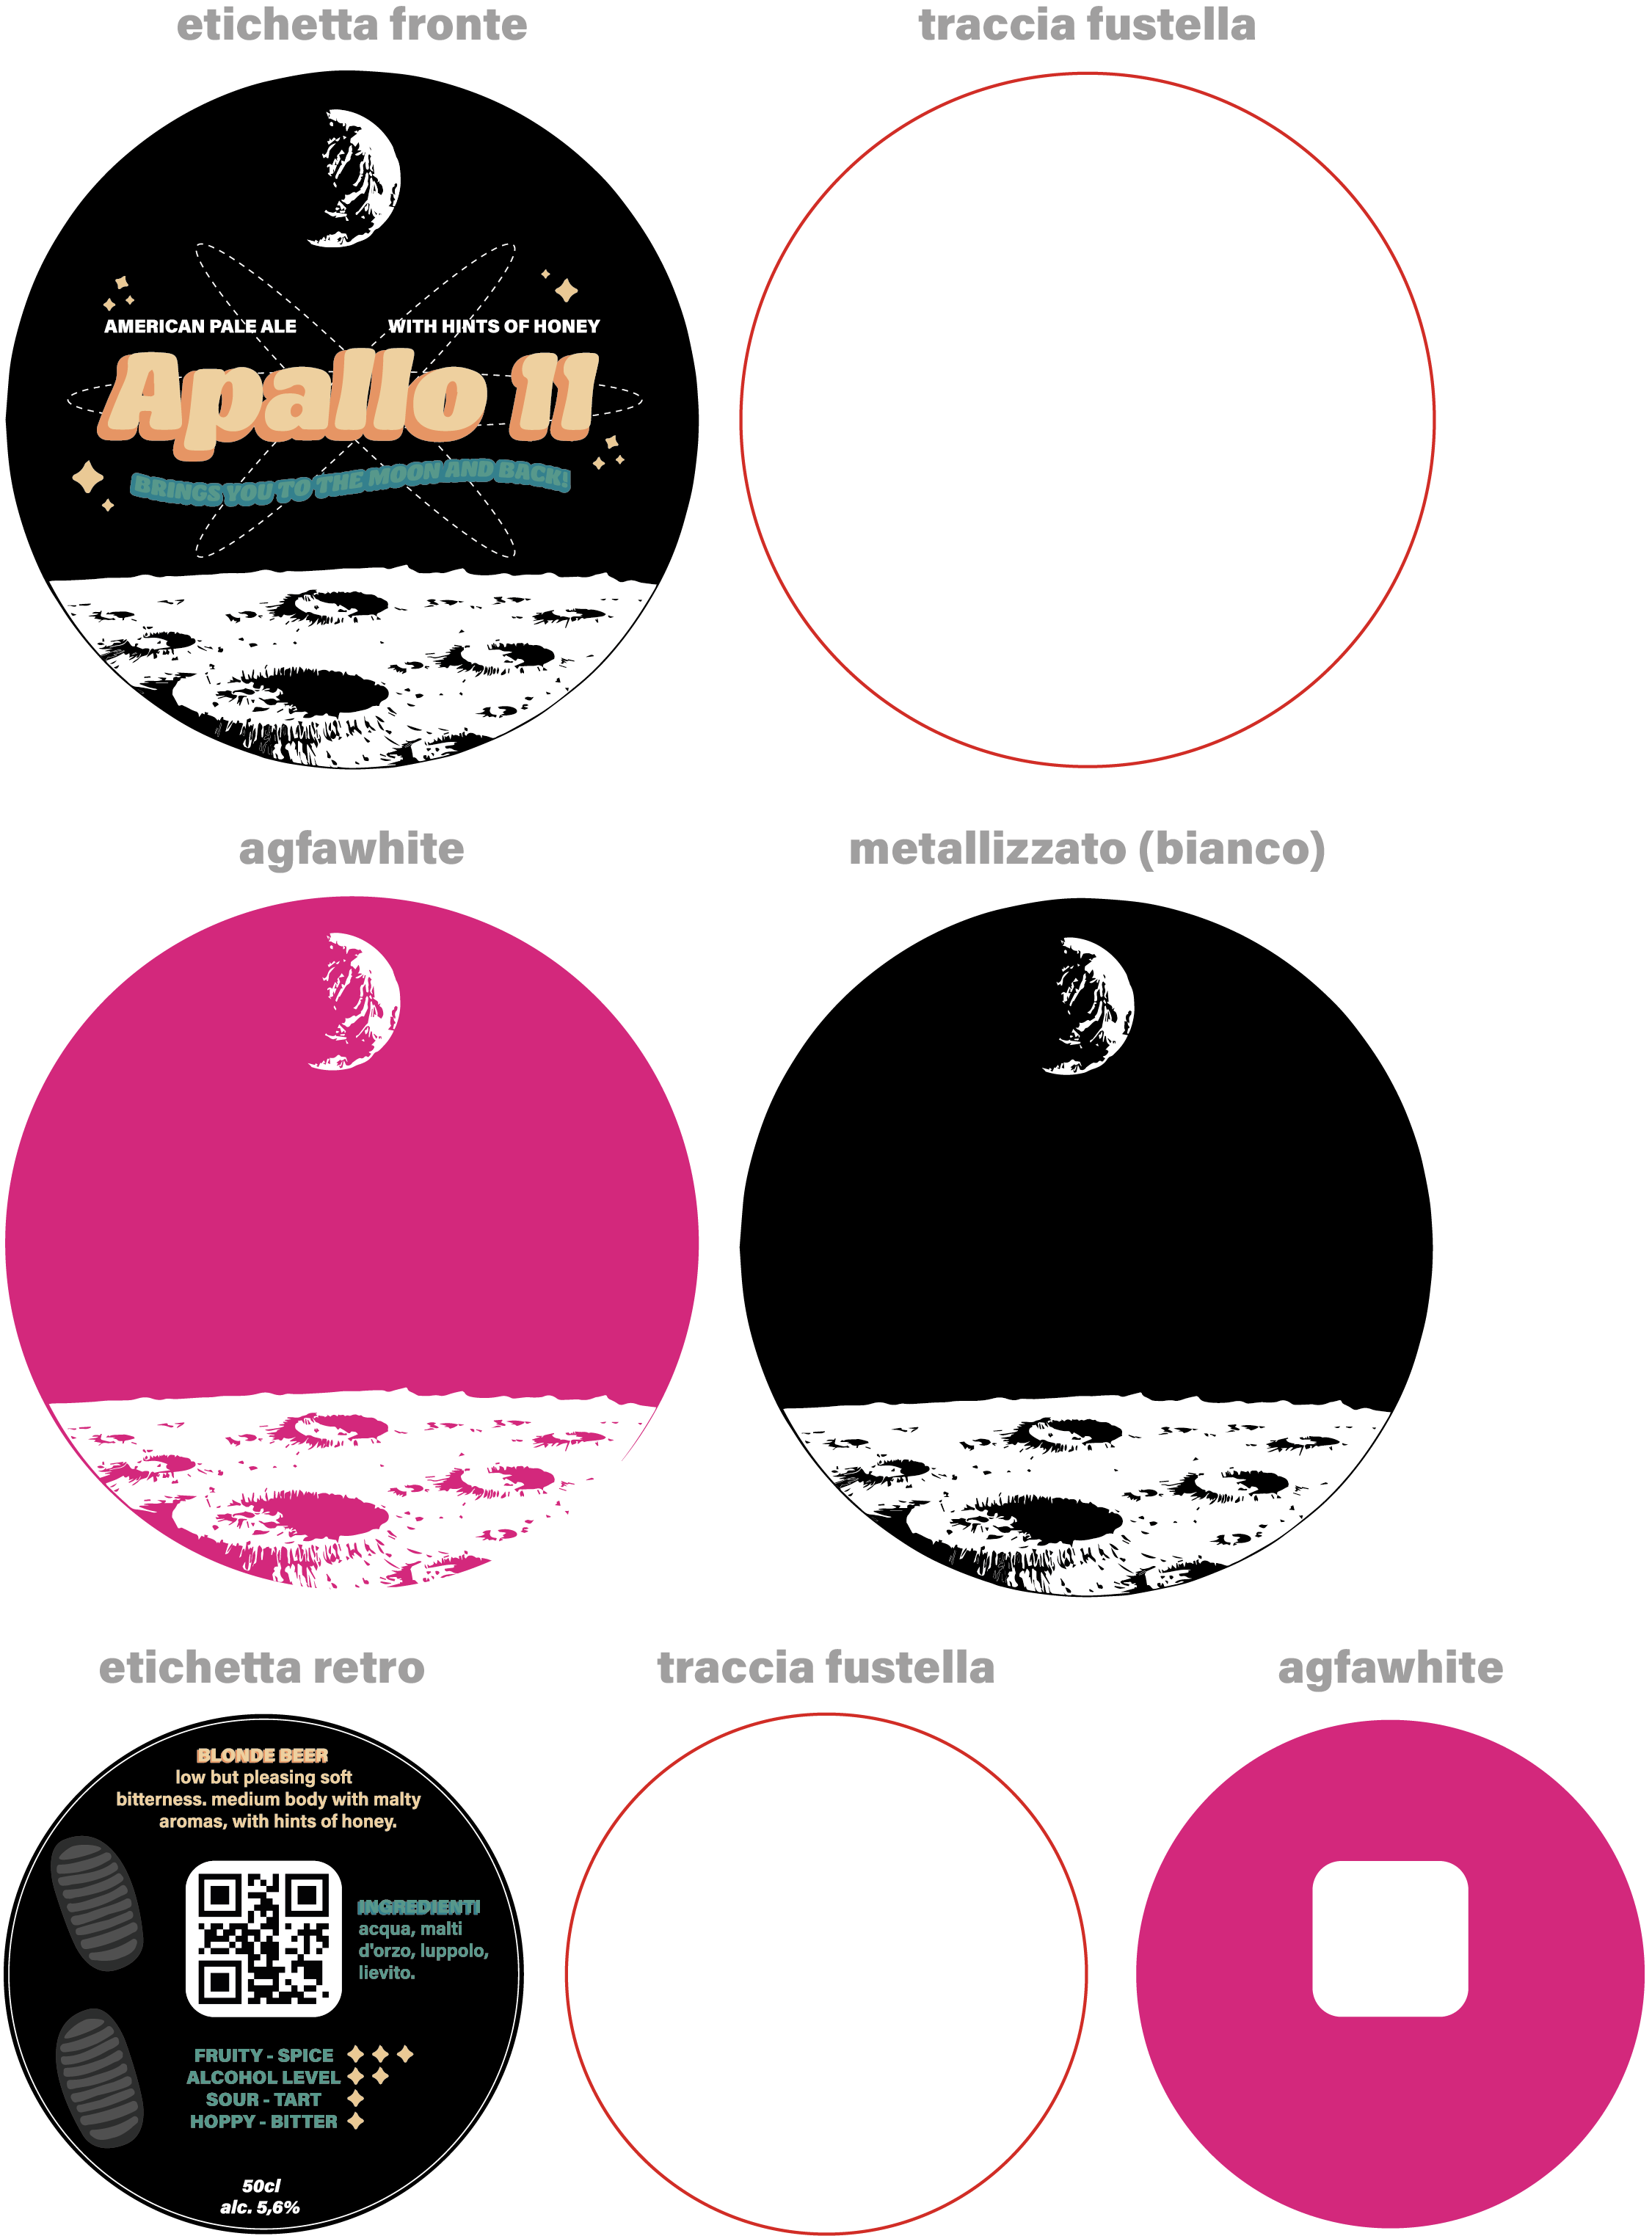 etichetta fronte
traccia fustella
AMERICAN PALE ALE
WITH HINTS OF HONEY
Apallo 11
BRINGS YOU TO THE MOON AND BACK!
agfawhite
metallizzato (bianco)
etichetta retro
traccia fustella
agfawhite
BLONDE BEER
low but pleasing soft
bitterness. medium body with malty
aromas, with hints of honey.
INGREDIENTI
acqua, malti
d'orzo, luppolo,
lievito.
FRUITY - SPICE
ALCOHOL LEVEL
SOUR - TART
HOPPY - BITTER
50cl
alc. 5,6%